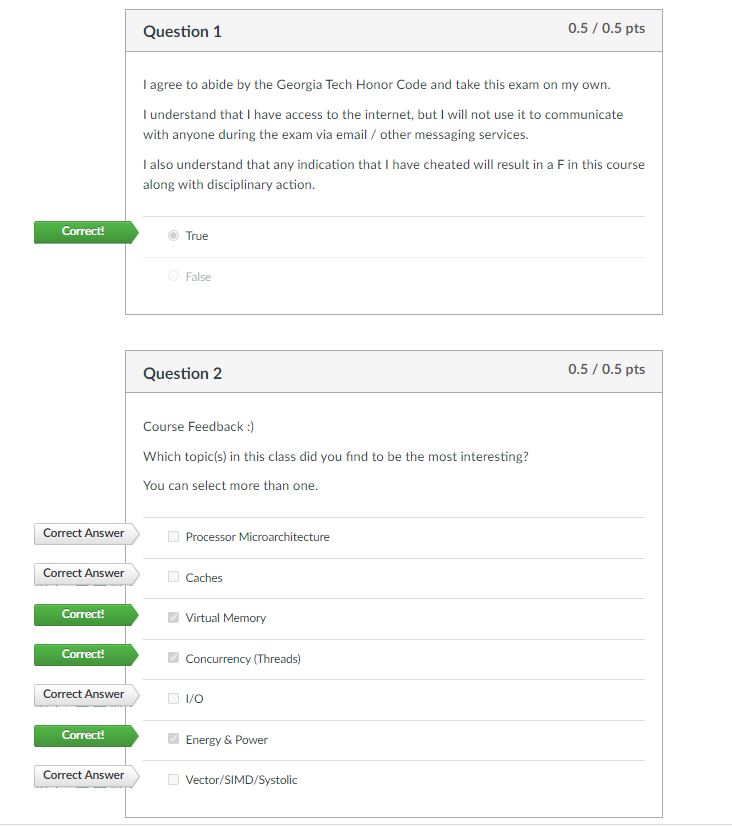 Question 1
0.5 / 0.5 pts
I agree to abide by the Georgia Tech Honor Code and take this exam on my own.
I understand that I have access to the internet, but I will not use it to communicate
with anyone during the exam via email / other messaging services.
I also understand that any indication that I have cheated will result in a F in this course
along with disciplinary action.
Correct!
True
False
Question 2
0.5 / 0.5 pts
Course Feedback :)
Which topic(s) in this class did you find to be the most interesting?
You can select more than one.
Correct Answer
Processor Microarchitecture
Correct Answer
Caches
Correct!
Virtual Memory
Correct!
Concurrency (Threads)
Correct Answer
I/O
Correct!
Energy & Power
Correct Answer
Vector/SIMD/Systolic